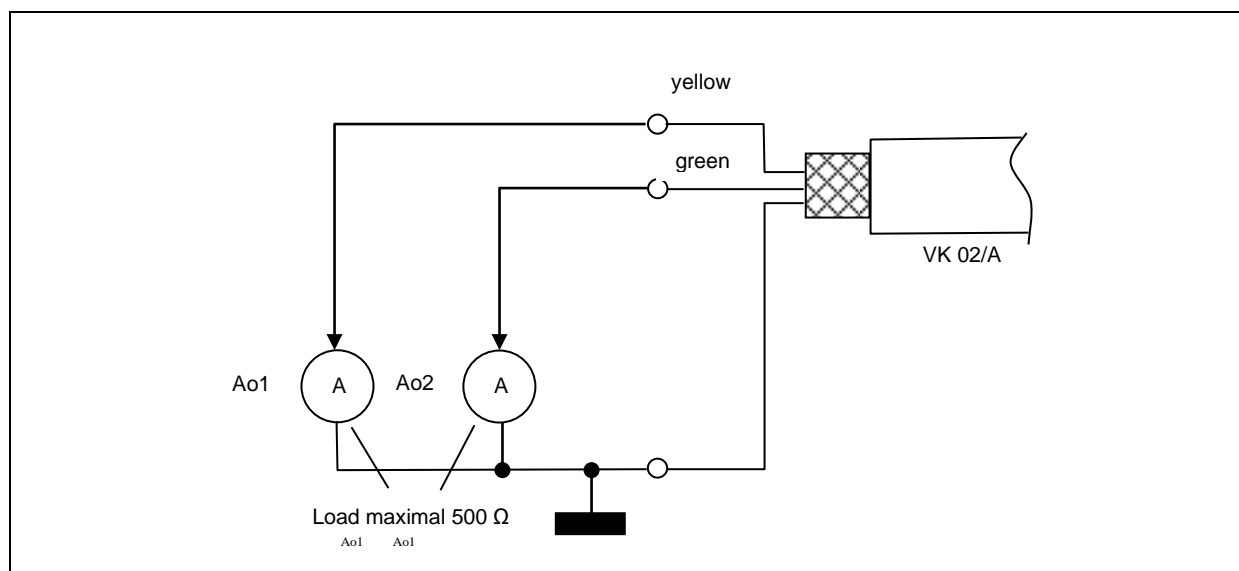 yellow
green
VK 02/A
Ao1
A
Ao2
A
Load maximal 500 Ω
Ao1 Ao1